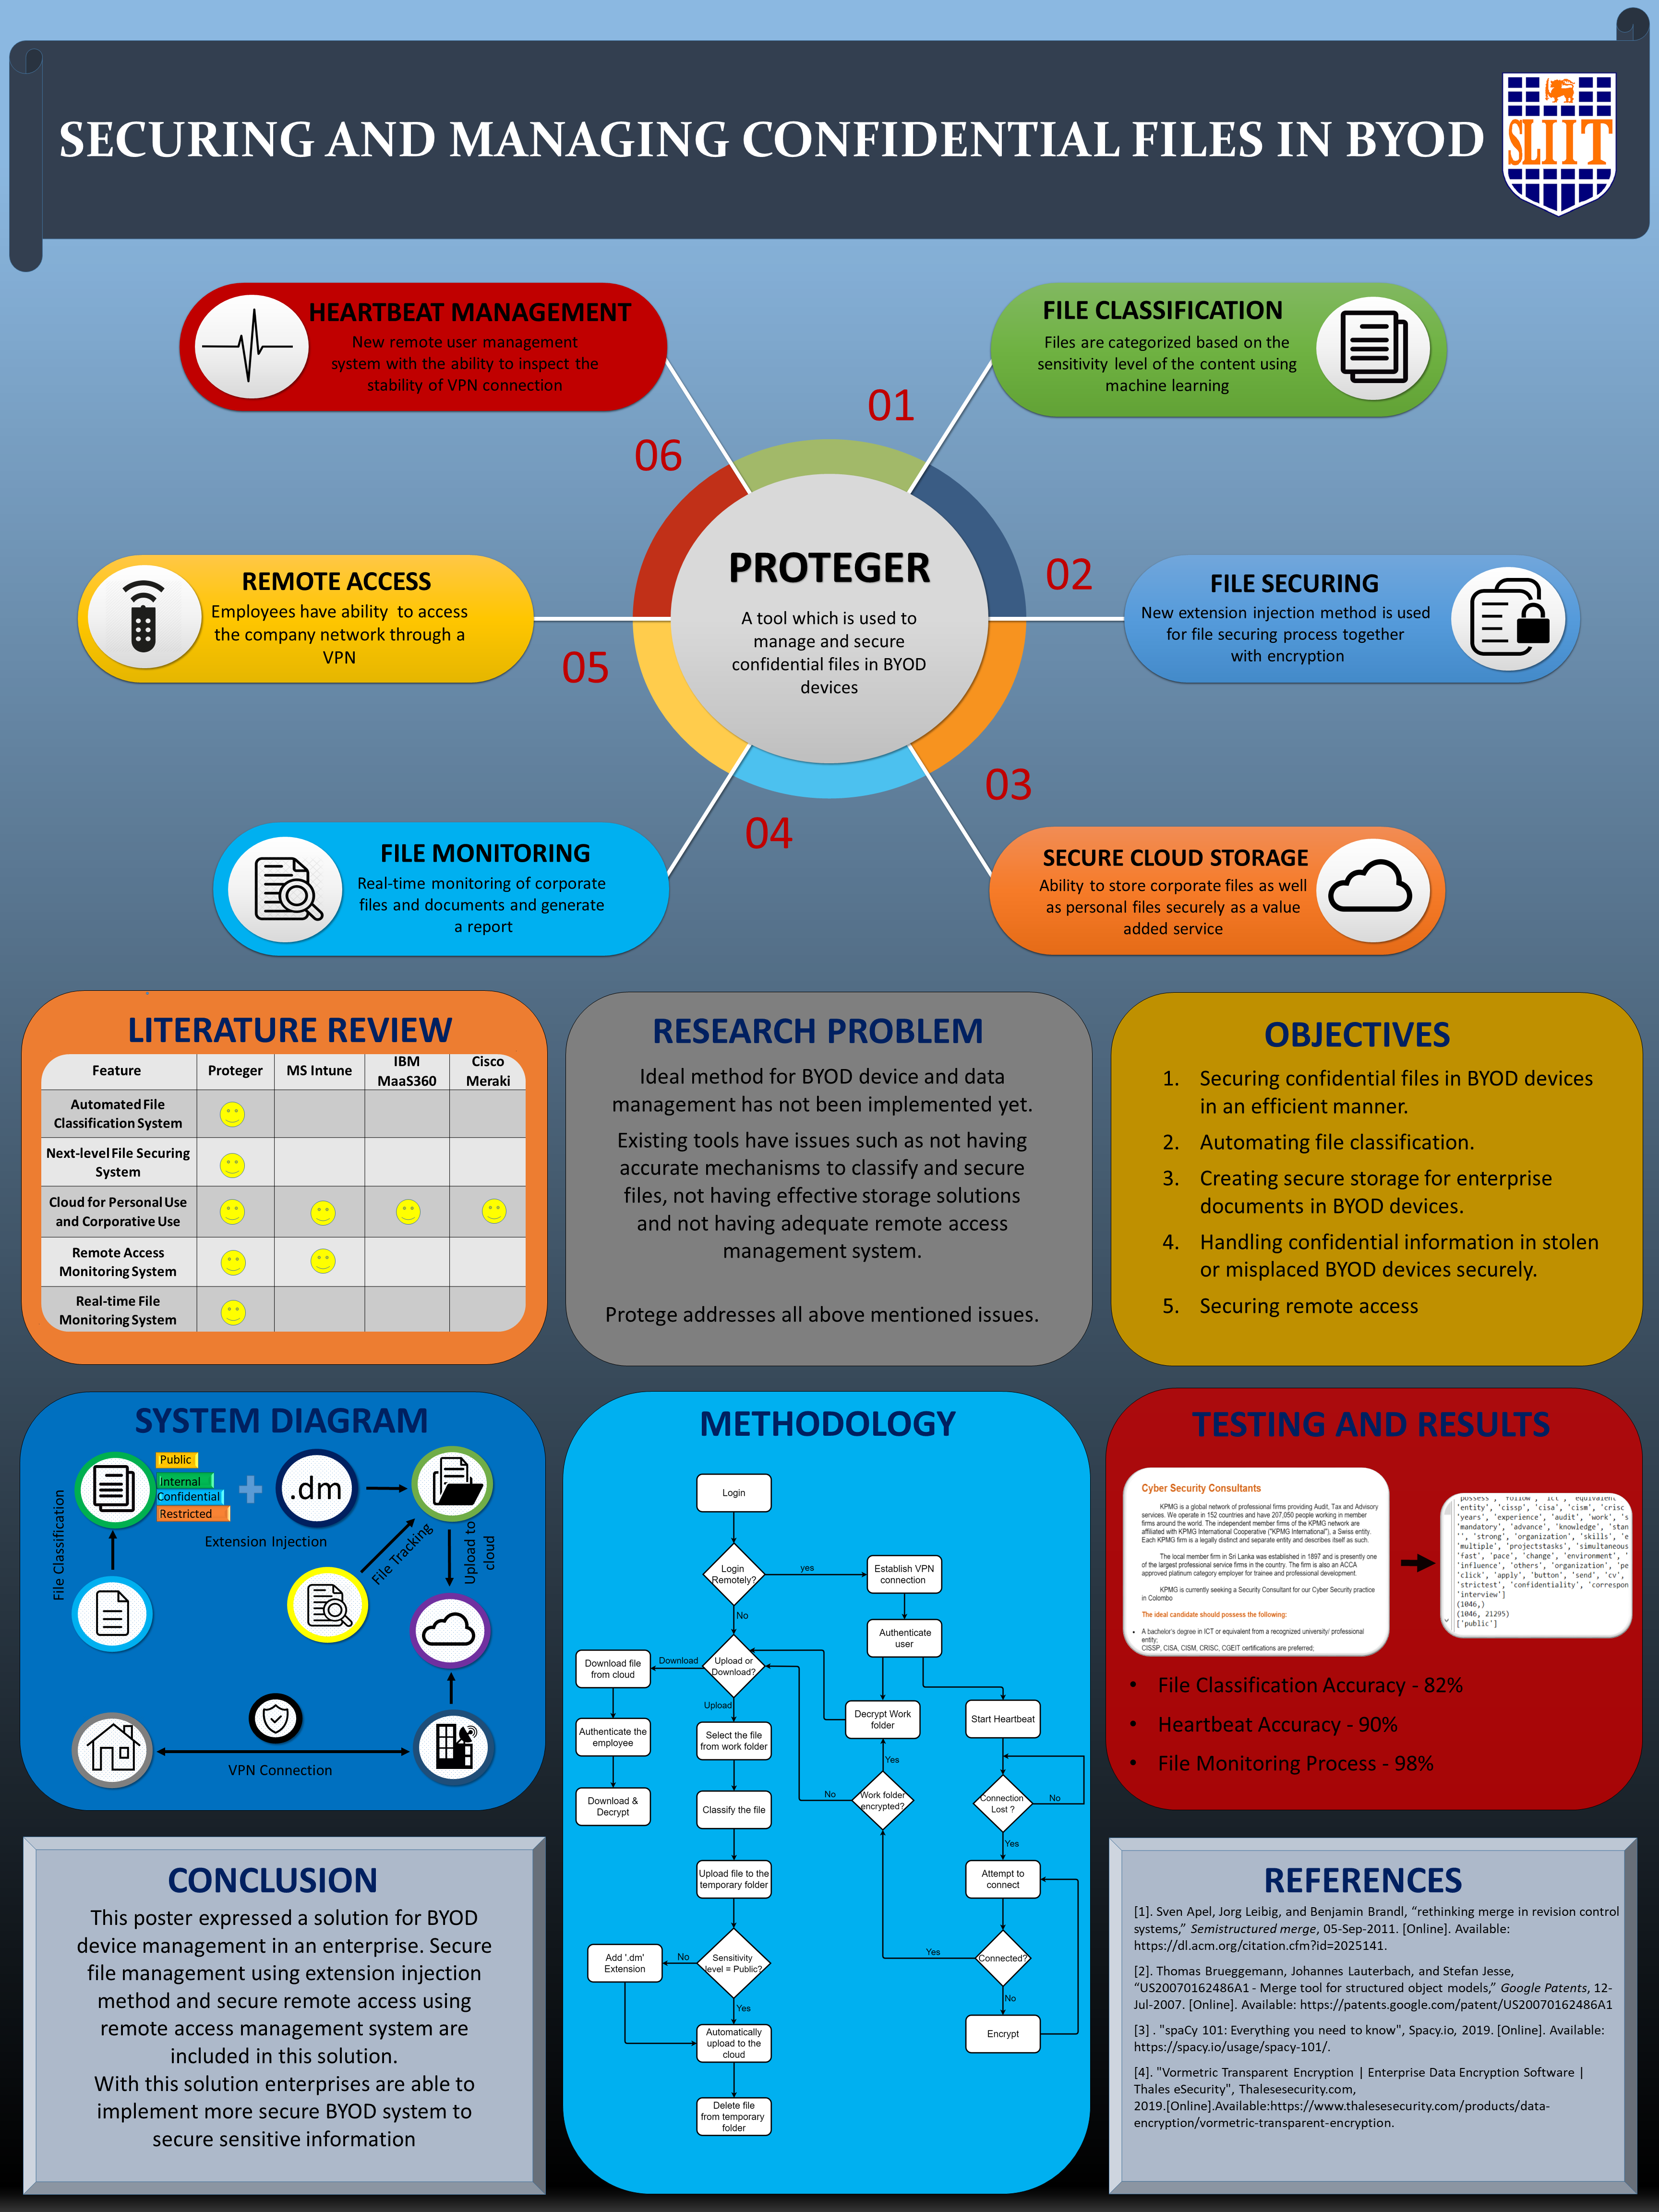 SECURING AND MANAGING CONFIDENTIAL FILES IN BYOD
SLIIT
HEARTBEAT MANAGEMENT
New remote user management
system with the ability to inspect the
stability of VPN connection
FILE CLASSIFICATION
Files are categorized based on the
sensitivity level of the content using
machine learning
01
06
REMOTE ACCESS
Employees have ability to access
the company network through a
VPN
PROTEGER
A tool which is used to
manage and secure
confidential files in BYOD
devices
02
FILE SECURING
New extension injection method is used
for file securing process together
with encryption
05
03
04
FILE MONITORING
Real-time monitoring of corporate
files and documents and generate
a report
SECURE CLOUD STORAGE
Ability to store corporate files as well
as personal files securely as a value
added service
LITERATURE REVIEW
Feature Proteger MS Intune IBM MaaS360 Cisco Meraki
Automated File
Classification System
Next-level File Securing
System
Cloud for Personal Use
and Corporative Use
Remote Access
Monitoring System
Real-time File
Monitoring System
RESEARCH PROBLEM
Ideal method for BYOD device and data
management has not been implemented yet.
Existing tools have issues such as not having
accurate mechanisms to classify and secure
files, not having effective storage solutions
and not having adequate remote access
management system.
Protege addresses all above mentioned issues.
OBJECTIVES
1. Securing confidential files in BYOD devices
in an efficient manner.
2. Automating file classification.
3. Creating secure storage for enterprise
documents in BYOD devices.
4. Handling confidential information in stolen
or misplaced BYOD devices securely.
5. Securing remote access
SYSTEM DIAGRAM
Public
Internal
Confidential
Restricted
.dm
Extension Injection
File Classification
File Tracking
Upload to
cloud
VPN Connection
METHODOLOGY
Login
Login
Remotely?
yes
Establish VPN
connection
No
Authenticate
user
Upload or
Download?
Download
Download file
from cloud
Upload
Authenticate the
employee
Select the file
from work folder
Decrypt Work
folder
Start Heartbeat
Yes
Download &
Decrypt
Classify the file
No
Work folder
encrypted?
Connection
Lost ?
No
Yes
Upload file to the
temporary folder
Attempt to
connect
Add '.dm'
Extension
No
Sensitivity
level = Public?
Yes
Connected?
Yes
No
Automatically
upload to the
cloud
Encrypt
Delete file
from temporary
folder
TESTING AND RESULTS
Cyber Security Consultants
KPMG is a global network of professional firms providing Audit, Tax and Advisory
services. We operate in 152 countries and have 207,050 people working in member
firms around the world. The independent member firms of the KPMG network are
affiliated with KPMG International Cooperative ("KPMG International"), a Swiss entity.
Each KPMG firm is a legally distinct and separate entity and describes itself as such.
The local member firm in Sri Lanka was established in 1897 and is presently one
of the largest professional service firms in the country. The firm is also an ACCA
approved platinum category employer for trainee and professional development.
KPMG is currently seeking a Security Consultant for our Cyber Security practice
in Colombo
The ideal candidate should possess the following:
• A bachelor's degree in ICT or equivalent from a recognized university/ professional
entity;
CISSP, CISA, CISM, CRISC, CGEIT certifications are preferred;
'possess', 'follow', 'ict', 'equivalent'
'entity', 'cissp', 'cisa', 'cism', 'crisc
'years', 'experience', 'audit', 'work', 's
'mandatory', 'advance', 'knowledge', 'stan
'', 'strong', 'organization', 'skills', 'e
'multiple', 'projectstasks', 'simultaneous
'fast', 'pace', 'change', 'environment', '
'influence', 'others', 'organization', 'pe
'click', 'apply', 'button', 'send', 'cv',
'strictest', 'confidentiality', 'correspon
'interview']
(1046,)
(1046, 21295)
['public']
• File Classification Accuracy - 82%
• Heartbeat Accuracy - 90%
• File Monitoring Process - 98%
CONCLUSION
This poster expressed a solution for BYOD
device management in an enterprise. Secure
file management using extension injection
method and secure remote access using
remote access management system are
included in this solution.
With this solution enterprises are able to
implement more secure BYOD system to
secure sensitive information
REFERENCES
[1]. Sven Apel, Jorg Leibig, and Benjamin Brandl, “rethinking merge in revision control
systems,” Semistructured merge, 05-Sep-2011. [Online]. Available:
https://dl.acm.org/citation.cfm?id=2025141.
[2]. Thomas Brueggemann, Johannes Lauterbach, and Stefan Jesse,
“US20070162486A1 - Merge tool for structured object models,” Google Patents, 12-
Jul-2007. [Online]. Available: https://patents.google.com/patent/US20070162486A1
[3] . "spaCy 101: Everything you need to know", Spacy.io, 2019. [Online]. Available:
https://spacy.io/usage/spacy-101/.
[4]. "Vormetric Transparent Encryption | Enterprise Data Encryption Software |
Thales eSecurity", Thalesesecurity.com,
2019.[Online].Available:https://www.thalesesecurity.com/products/data-
encryption/vormetric-transparent-encryption.